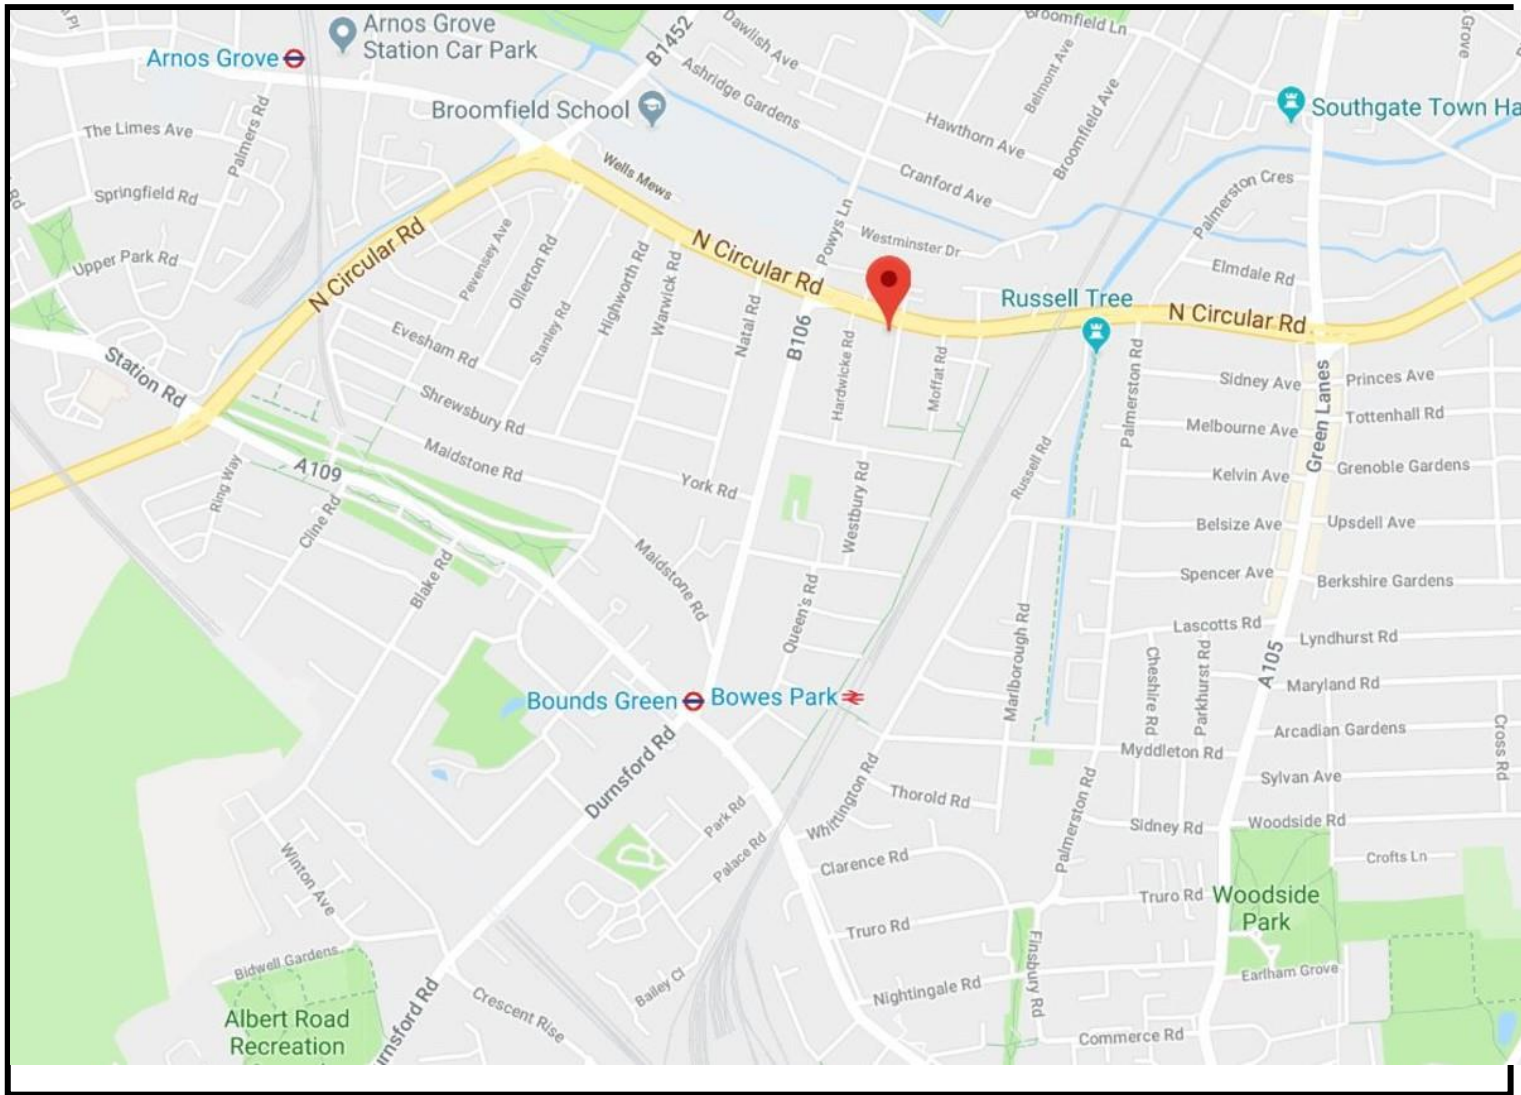 Arnos Grove
Station Car Park
Arnos Grove
B1452
Dawlish Ave
Broomfield Ln
Grove
Belmont Ave
Ashridge Gardens
Broomfield School
Southgate Town Ha
The Limes Ave
Palmers Rd
Hawthorn Ave
Broomfield Ave
Wells Mews
Cranford Ave
Springfield Rd
Rd
Palmerston Cres
Powys Ln
Westminster Dr
N Circular Rd
N Circular Rd
Upper Park Rd
Pevensey Ave
Ollerton Rd
Highworth Rd
Warwick Rd
Elmdale Rd
Russell Tree
N Circular Rd
Evesham Rd
Stanley Rd
Natal Rd
B106
Hardwicke Rd
Moffat Rd
Palmerston Rd
Station Rd
Shrewsbury Rd
Sidney Ave
Green Lanes
Princes Ave
Melbourne Ave
Tottenhall Rd
Maidstone Rd
A109
Ring Way
Cline Rd
York Rd
Westbury Rd
Russell Rd
Kelvin Ave
Grenoble Gardens
Belsize Ave
Upsdell Ave
Blake Rd
Maidstone Rd
Queen's Rd
Spencer Ave
Berkshire Gardens
Marlborough Rd
Lascotts Rd
Lyndhurst Rd
Cheshire Rd
Parkhurst Rd
A105
Maryland Rd
Bounds Green
Bowes Park
Arcadian Gardens
Cross Rd
Durnsford Rd
Myddleton Rd
Sylvan Ave
Whittington Rd
Thorold Rd
Palmerston Rd
Park Rd
Sidney Rd
Woodside Rd
Palace Rd
Clarence Rd
Crofts Ln
Winton Ave
Truro Rd
Woodside
Park
Truro Rd
Bidwell Gardens
Finsbury Rd
Earlham Grove
Bailey Cl
Nightingale Rd
Crescent Rise
Albert Road
Recreation
urnsford Rd
Commerce Rd